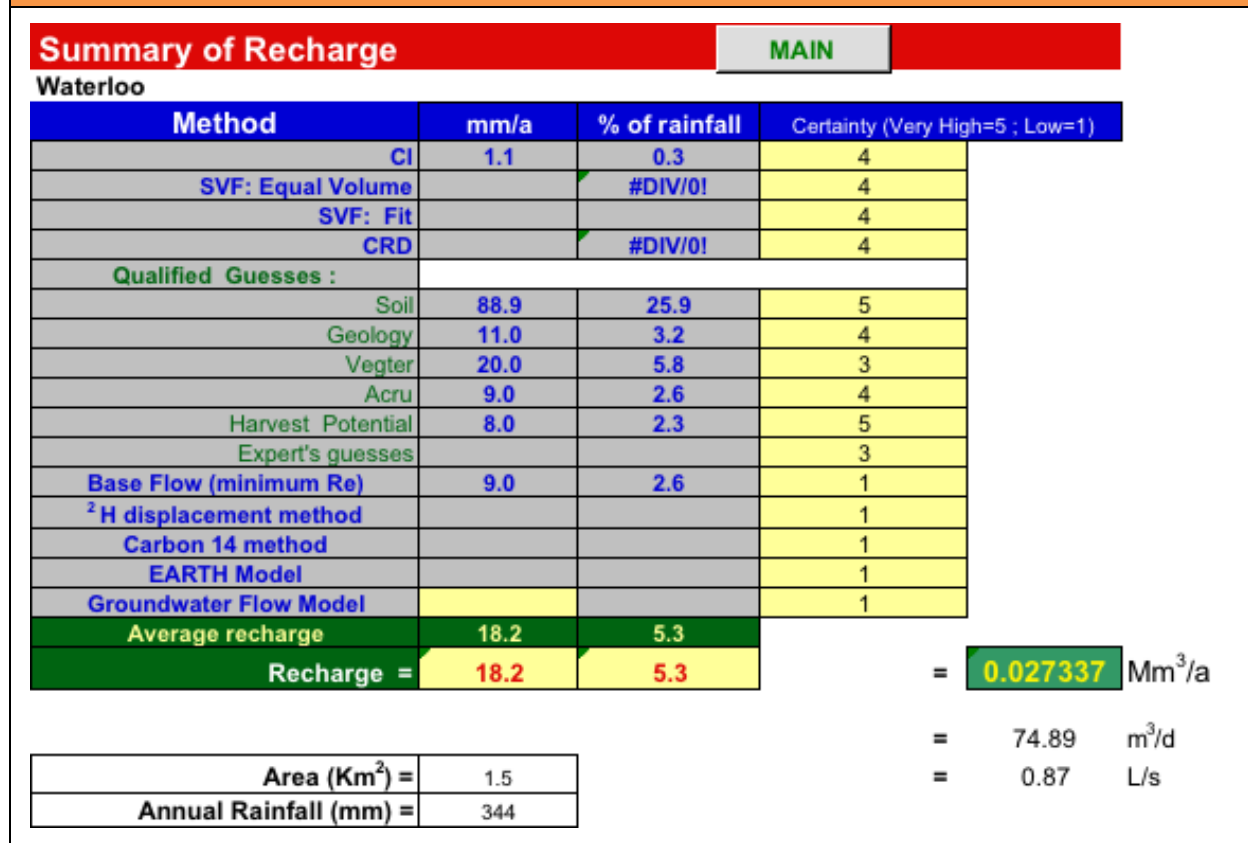 Summary of Recharge MAIN
Waterloo
Method mm/a % of rainfall Certainty (Very High=5 ; Low=1)
Cl 1.1 0.3 4
SVF: Equal Volume #DIV/0! 4
SVF: Fit 4
CRD #DIV/0! 4
Qualified Guesses :
Soil 88.9 25.9 5
Geology 11.0 3.2 4
Vegter 20.0 5.8 3
Acru 9.0 2.6 4
Harvest Potential 8.0 2.3 5
Expert's guesses 3
Base Flow (minimum Re) 9.0 2.6 1
²H displacement method 1
Carbon 14 method 1
EARTH Model 1
Groundwater Flow Model 1
Average recharge 18.2 5.3
Recharge = 18.2 5.3 = 0.027337 Mm³/a
= 74.89 m³/d
Area (Km²) = 1.5 = 0.87 L/s
Annual Rainfall (mm) = 344